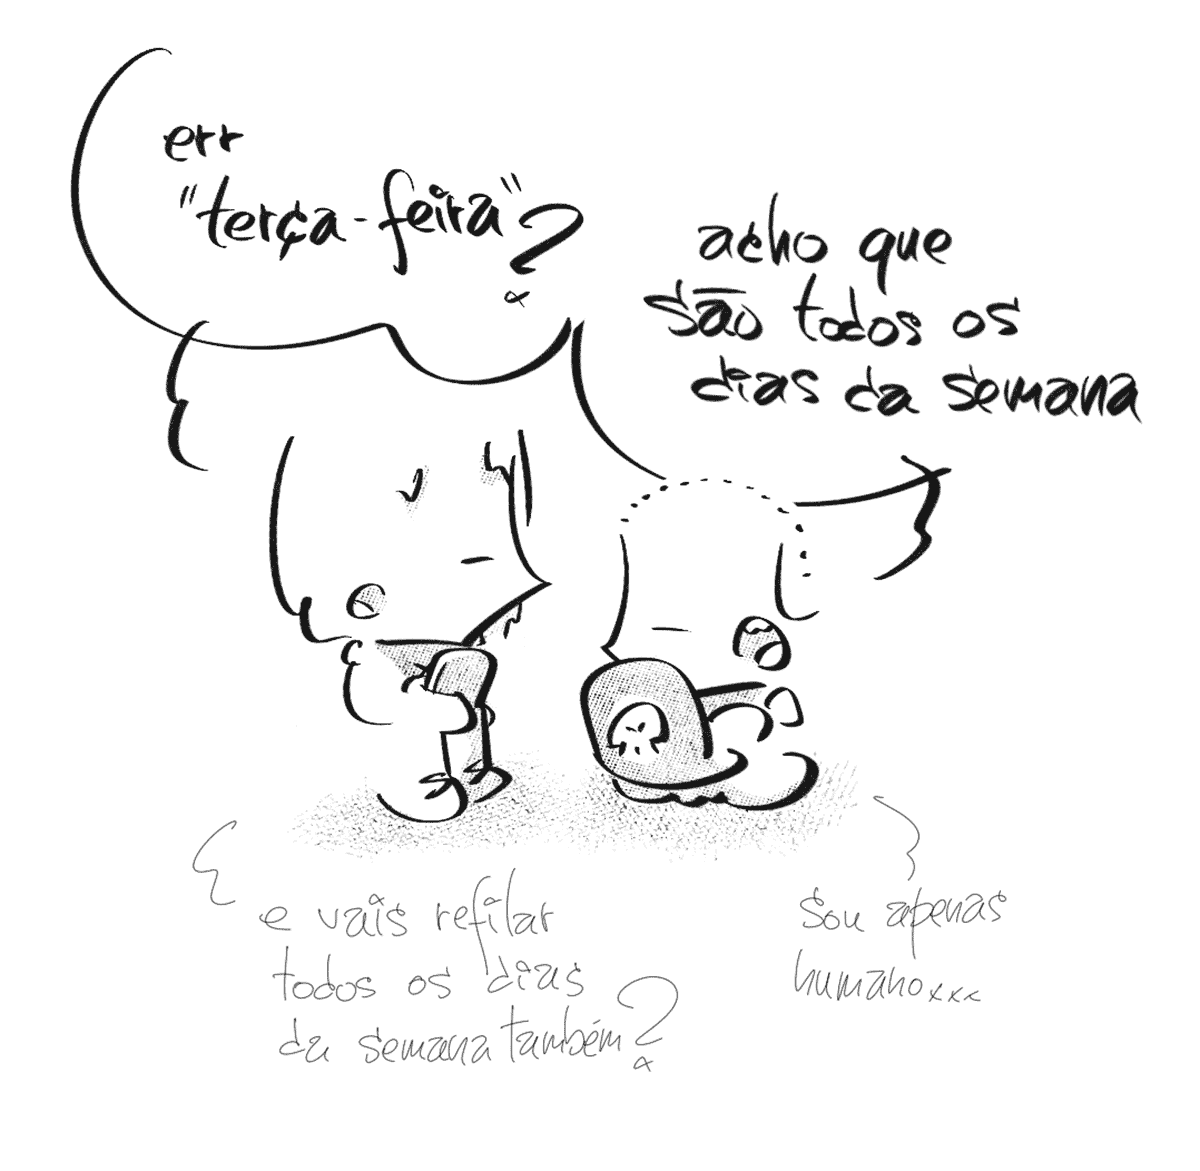 err
"terça-feira"?
acho que
são todos os
dias da semana
e vais refilar
todos os dias
da semana também?
sou apenas
humano...